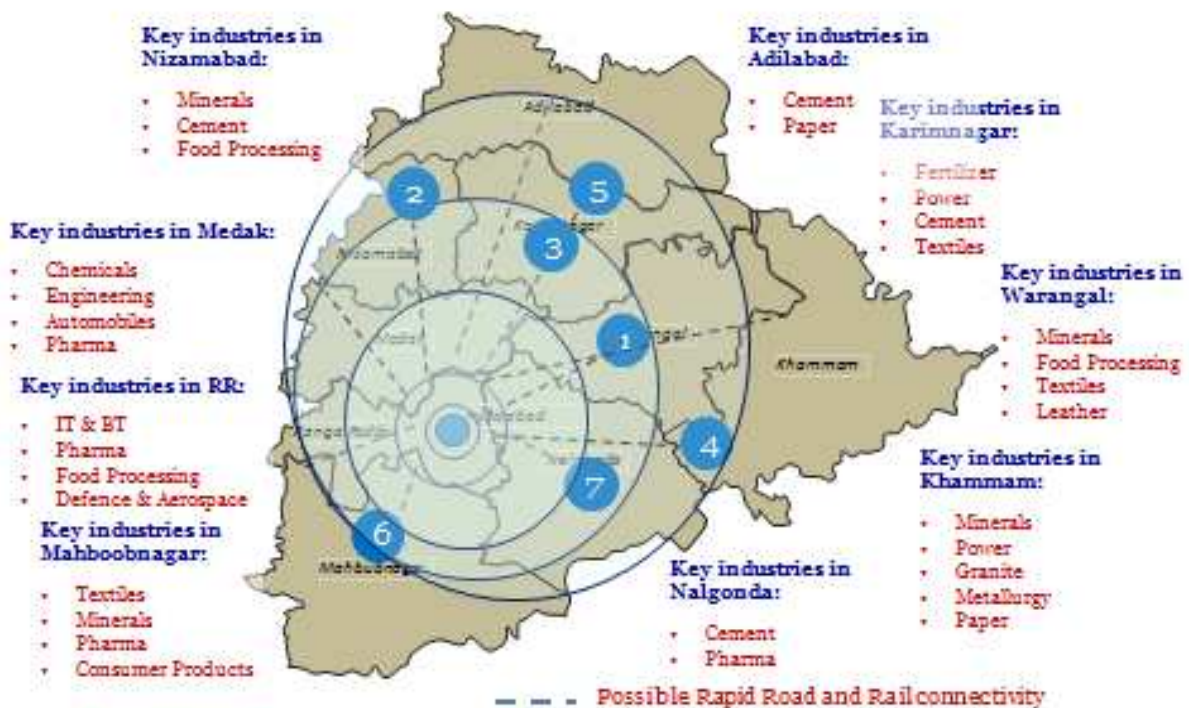 Key industries in
Nizamabad:
• Minerals
• Cement
• Food Processing
Key industries in
Adilabad:
• Cement
• Paper
Key industries in
Karimnagar:
• Fertilizer
• Power
• Cement
• Textiles
Key industries in Medak:
• Chemicals
• Engineering
• Automobiles
• Pharma
Key industries in
Warangal:
• Minerals
• Food Processing
• Textiles
• Leather
Key industries in RR:
• IT & BT
• Pharma
• Food Processing
• Defence & Aerospace
Key industries in
Khammam:
• Minerals
• Power
• Granite
• Metallurgy
• Paper
Key industries in
Mahboobnagar:
• Textiles
• Minerals
• Pharma
• Consumer Products
Key industries in
Nalgonda:
• Cement
• Pharma
2
5
3
1
Khammam
4
7
6
Possible Rapid Road and Rail connectivity